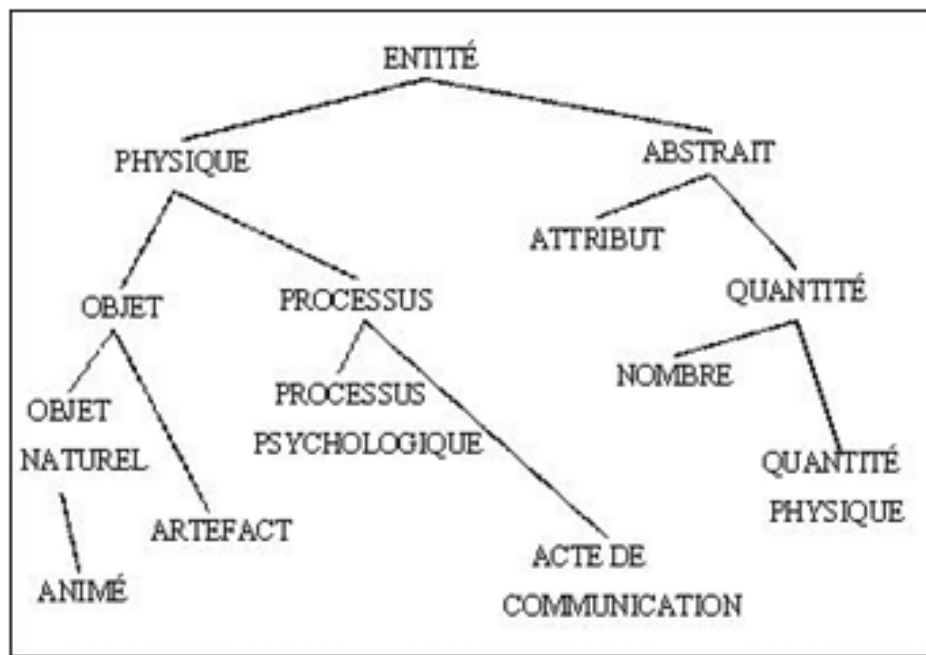 ENTITÉ
PHYSIQUE
ABSTRAIT
ATTRIBUT
OBJET
PROCESSUS
QUANTITÉ
NOMBRE
OBJET
NATUREL
PROCESSUS
PSYCHOLOGIQUE
QUANTITÉ
PHYSIQUE
ARTEFACT
ACTE DE
COMMUNICATION
ANIMÉ